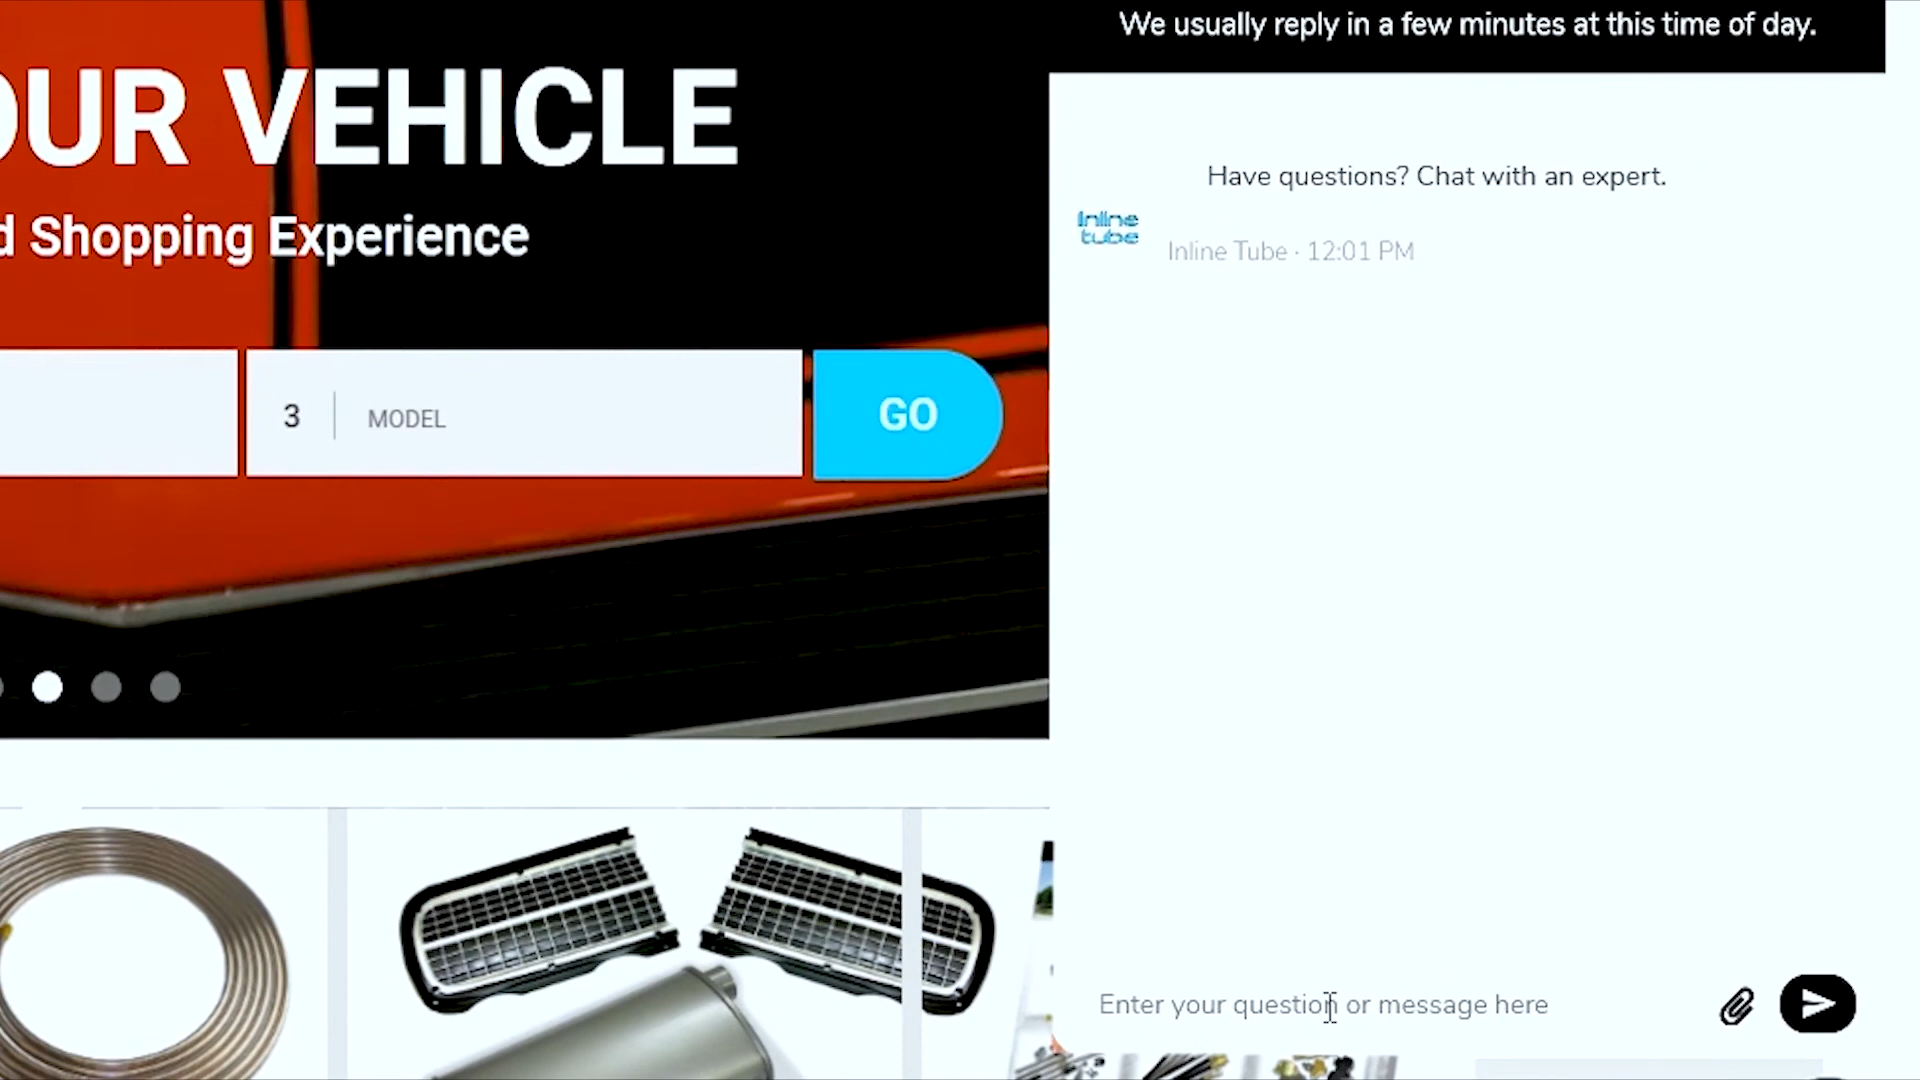 We usually reply in a few minutes at this time of day.
OUR VEHICLE
d Shopping Experience
3 MODEL
GO
Have questions? Chat with an expert.
inline
tube
Inline Tube · 12:01 PM
Enter your question or message here